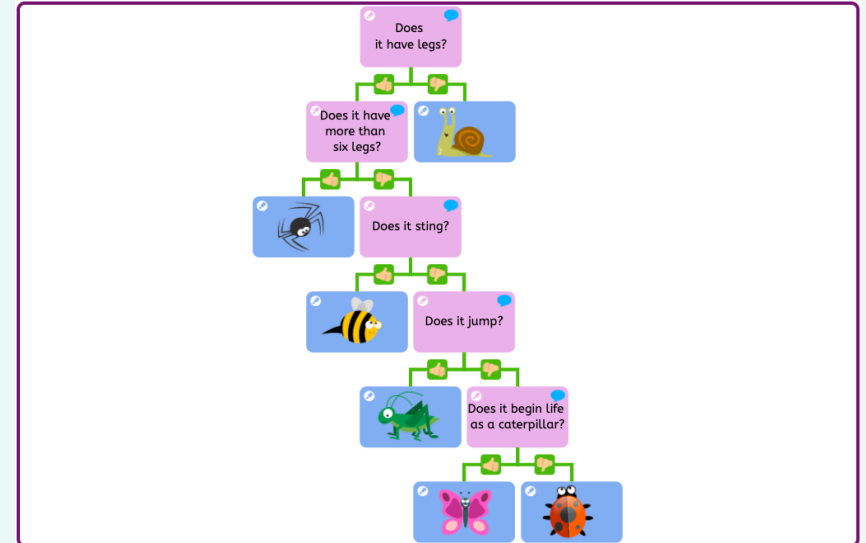 Does
it have legs?
Does it have
more than
six legs?
Does it sting?
Does it jump?
Does it begin life
as a caterpillar?